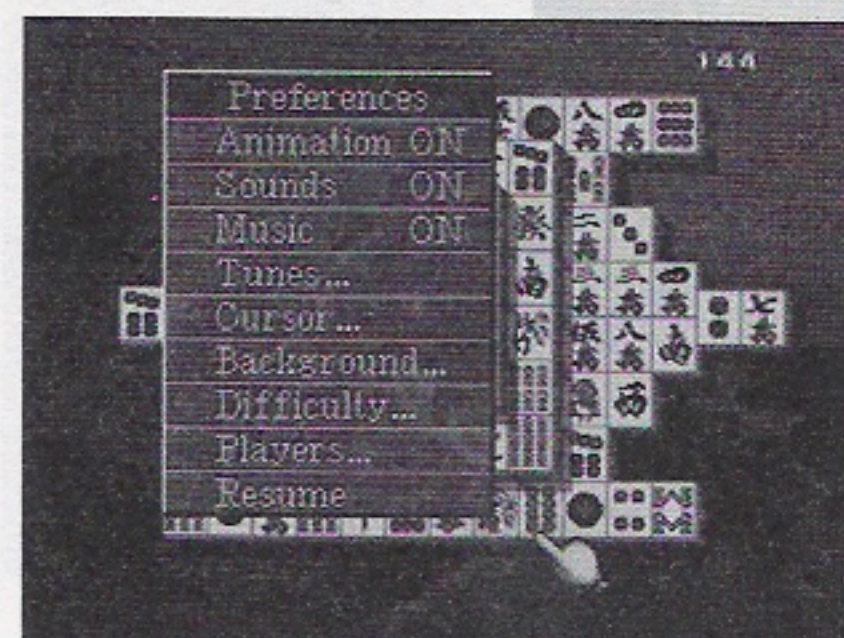 144
Preferences
Animation ON
Sounds ON
Music ON
Tunes...
Cursor...
Background...
Difficulty...
Players...
Resume